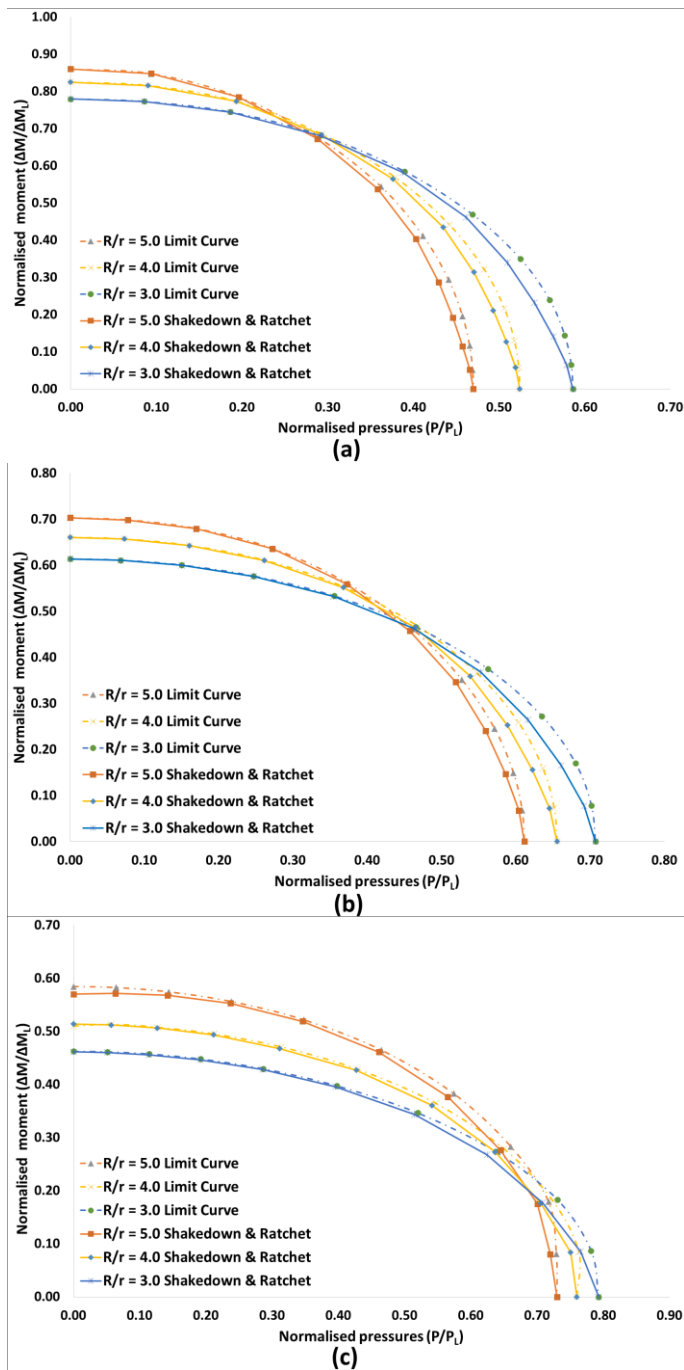 1.00
0.90
0.80
0.70
0.60
0.50
0.40
0.30
0.20
0.10
0.00
Normalised moment (ΔM/ΔM_L)
R/r = 5.0 Limit Curve
R/r = 4.0 Limit Curve
R/r = 3.0 Limit Curve
R/r = 5.0 Shakedown & Ratchet
R/r = 4.0 Shakedown & Ratchet
R/r = 3.0 Shakedown & Ratchet
0.00 0.10 0.20 0.30 0.40 0.50 0.60 0.70
Normalised pressures (P/P_L)
(a)
0.80
0.70
0.60
0.50
0.40
0.30
0.20
0.10
0.00
Normalised moment (ΔM/ΔM_L)
R/r = 5.0 Limit Curve
R/r = 4.0 Limit Curve
R/r = 3.0 Limit Curve
R/r = 5.0 Shakedown & Ratchet
R/r = 4.0 Shakedown & Ratchet
R/r = 3.0 Shakedown & Ratchet
0.00 0.10 0.20 0.30 0.40 0.50 0.60 0.70 0.80
Normalised pressures (P/P_L)
(b)
0.70
0.60
0.50
0.40
0.30
0.20
0.10
0.00
Normalised moment (ΔM/ΔM_L)
R/r = 5.0 Limit Curve
R/r = 4.0 Limit Curve
R/r = 3.0 Limit Curve
R/r = 5.0 Shakedown & Ratchet
R/r = 4.0 Shakedown & Ratchet
R/r = 3.0 Shakedown & Ratchet
0.00 0.10 0.20 0.30 0.40 0.50 0.60 0.70 0.80 0.90
Normalised pressures (P/P_L)
(c)